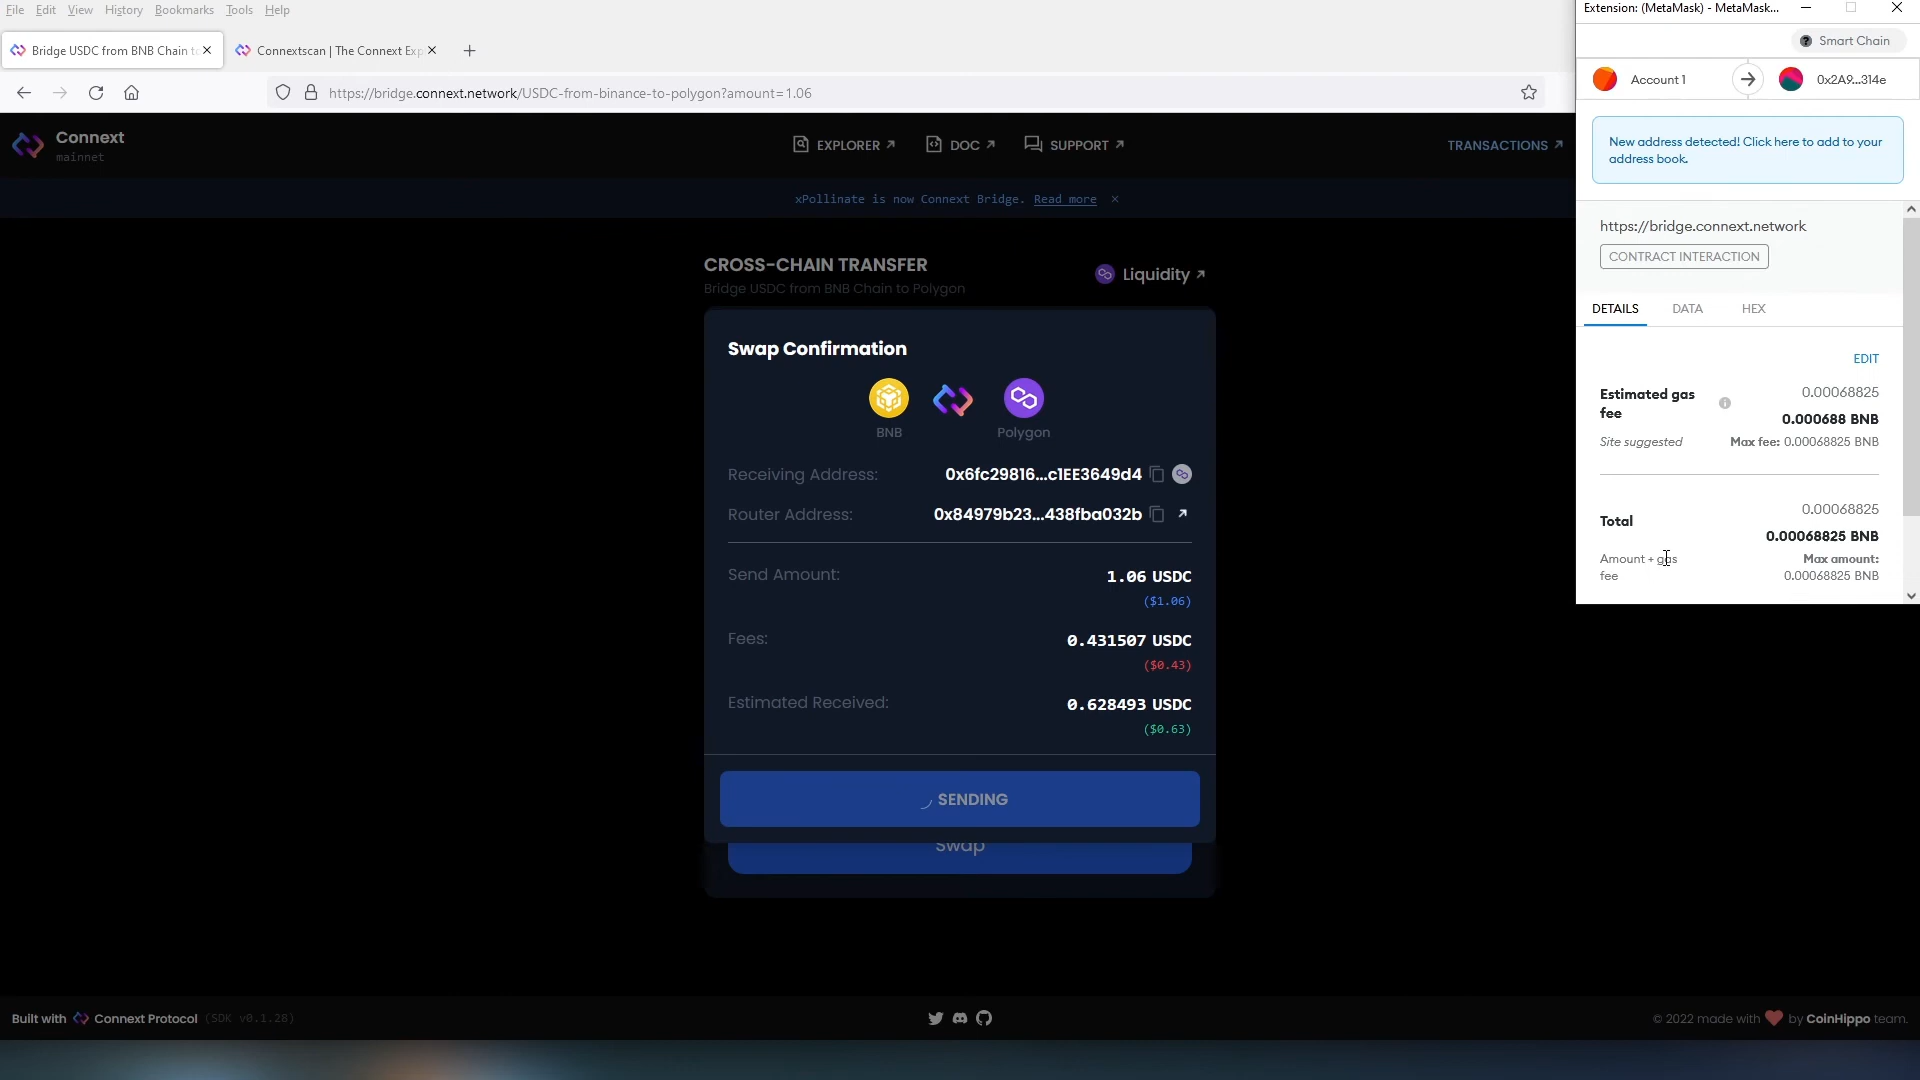 File Edit View History Bookmarks Tools Help
Bridge USDC from BNB Chain to
Connextscan | The Connext Exp
https://bridge.connext.network/USDC-from-binance-to-polygon?amount=1.06
Connext
mainnet
EXPLORER
DOC
SUPPORT
TRANSACTIONS
xPollinate is now Connext Bridge. Read more ×
CROSS-CHAIN TRANSFER
Bridge USDC from BNB Chain to Polygon
Liquidity
Swap Confirmation
BNB
Polygon
Receiving Address: 0x6fc29816...c1EE3649d4
Router Address: 0x84979b23...438fba032b
Send Amount: 1.06 USDC
($1.06)
Fees: 0.431507 USDC
($0.43)
Estimated Received: 0.628493 USDC
($0.63)
SENDING
Swap
Built with Connext Protocol (SDK v0.1.28)
© 2022 made with ❤ by CoinHippo team.
Extension: (MetaMask) - MetaMask...
Smart Chain
Account 1
0x2A9...314e
New address detected! Click here to add to your
address book.
https://bridge.connext.network
CONTRACT INTERACTION
DETAILS DATA HEX
EDIT
Estimated gas
fee
0.00068825
0.000688 BNB
Site suggested
Max fee: 0.00068825 BNB
0.00068825
Total
0.00068825 BNB
Amount + gas
fee
Max amount:
0.00068825 BNB